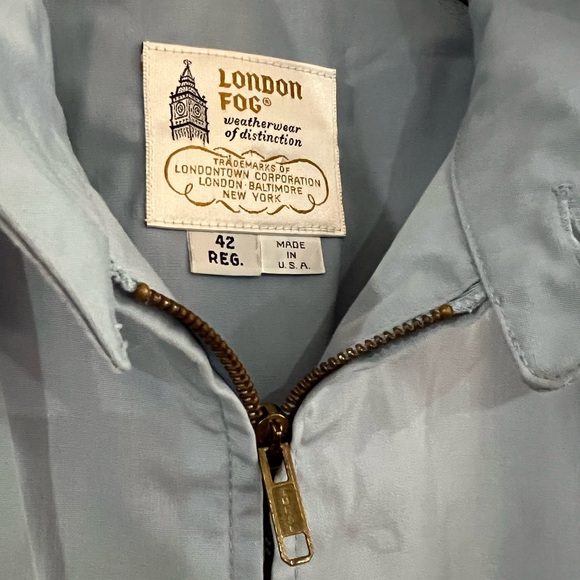 LONDON
FOG®
weatherwear
of distinction
TRADEMARKS OF
LONDONTOWN CORPORATION
LONDON·BALTIMORE
NEW YORK
42
REG.
MADE
IN
U.S.A.